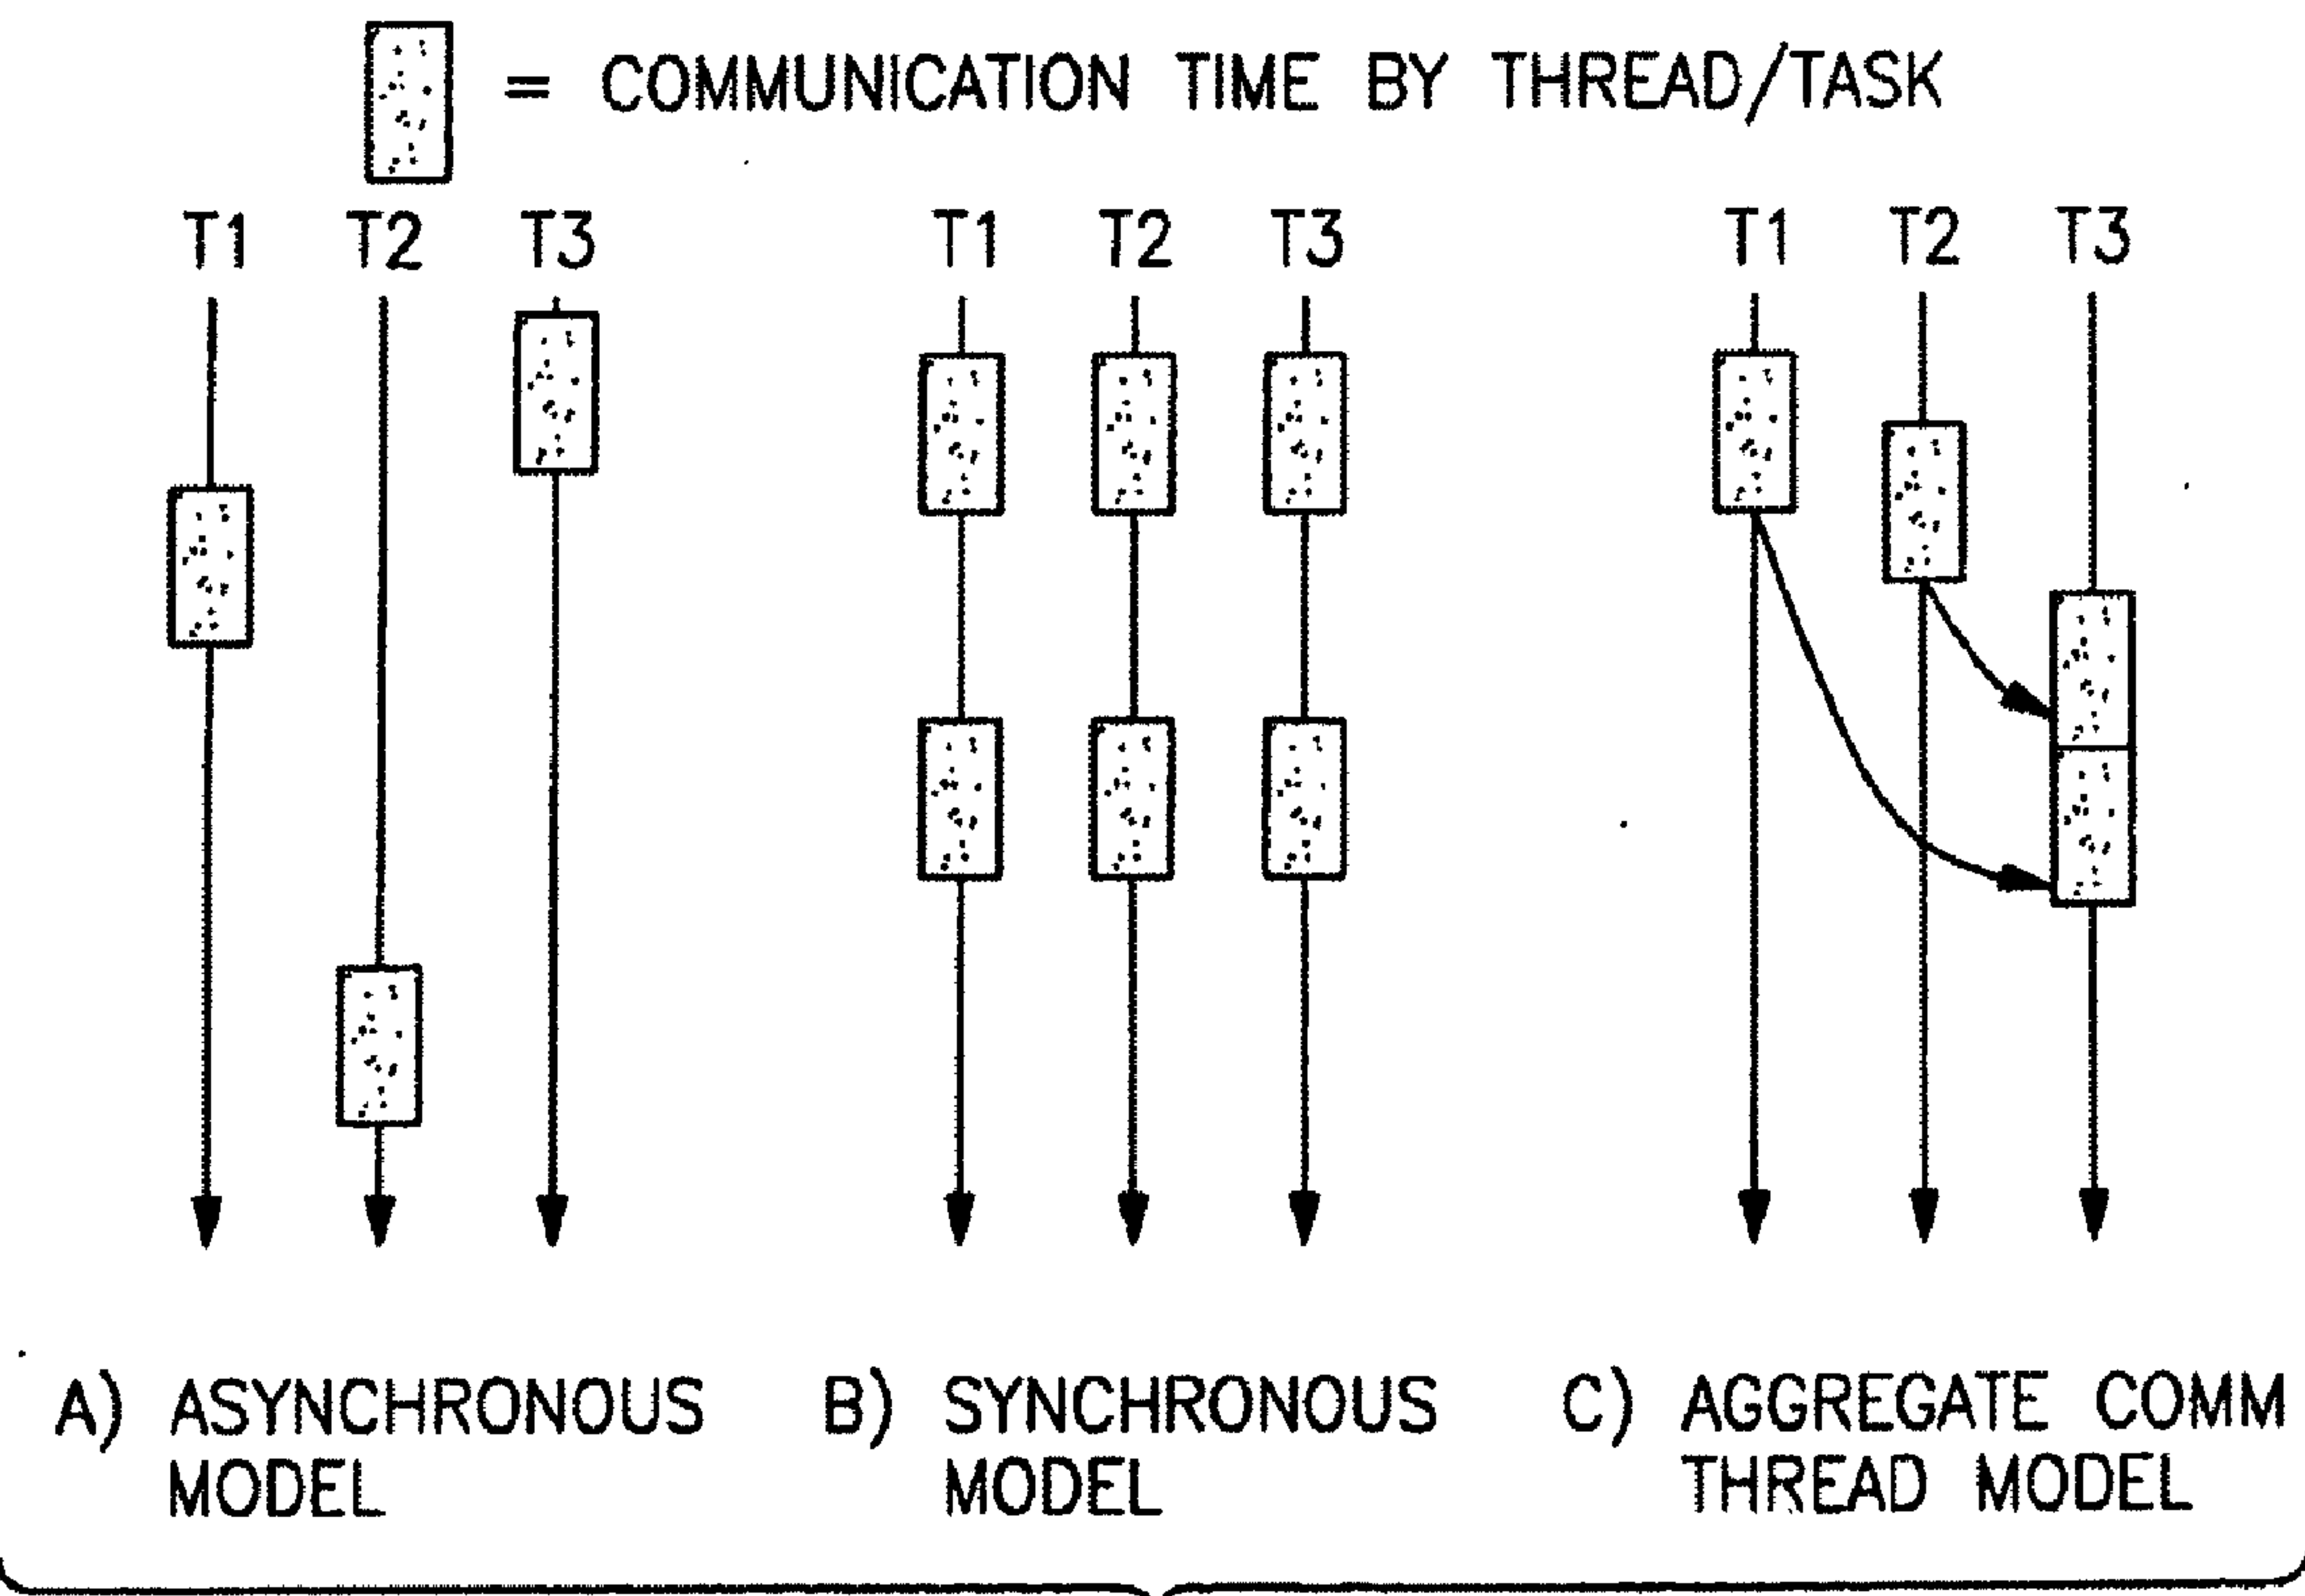 = COMMUNICATION TIME BY THREAD/TASK
T1 T2 T3 T1 T2 T3 T1 T2 T3
A) ASYNCHRONOUS MODEL
B) SYNCHRONOUS MODEL
C) AGGREGATE COMM THREAD MODEL